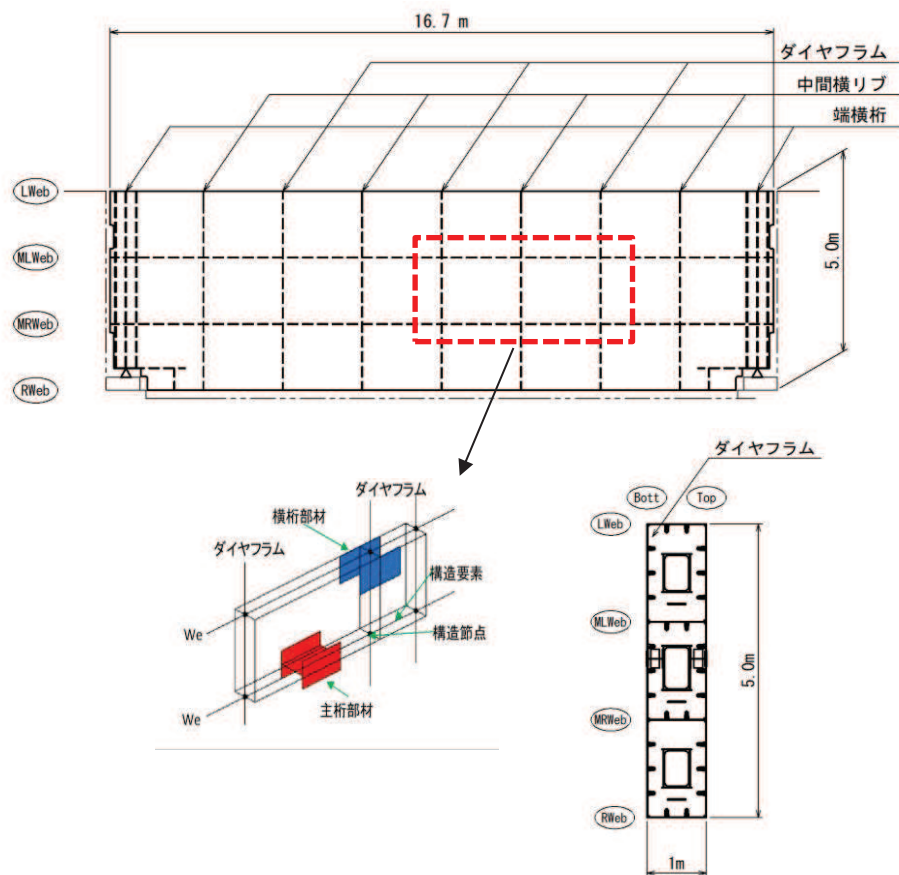 16.7 m
ダイヤフラム
中間横リブ
端横桁
LWeb
MLWeb
MRWeb
RWeb
5.0m
ダイヤフラム
横桁部材
ダイヤフラム
構造要素
構造節点
We
We
主桁部材
ダイヤフラム
Bott
Top
LWeb
MLWeb
MRWeb
RWeb
5.0m
1m